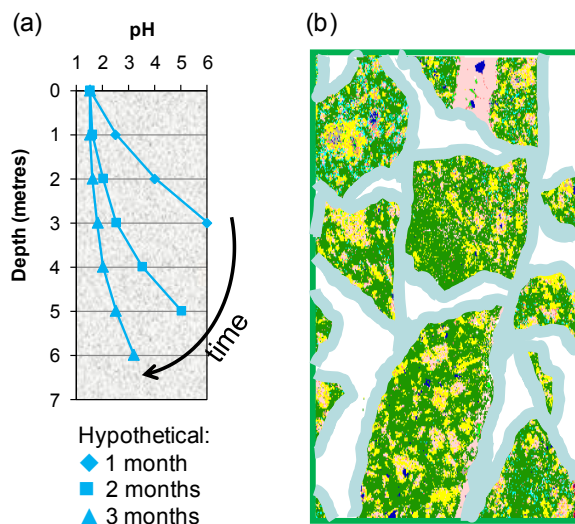 (a)
pH
1 2 3 4 5 6
0
1
2
3
4
5
6
7
Depth (metres)
time
Hypothetical:
1 month
2 months
3 months
(b)